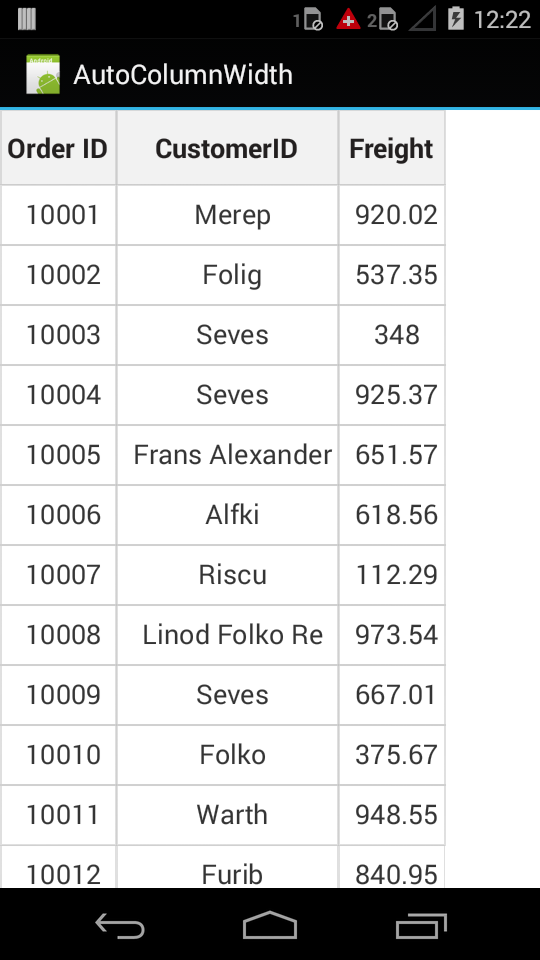 1 2 12:22
Android
AutoColumnWidth
Order ID CustomerID Freight
10001 Merep 920.02
10002 Folig 537.35
10003 Seves 348
10004 Seves 925.37
10005 Frans Alexander 651.57
10006 Alfki 618.56
10007 Riscu 112.29
10008 Linod Folko Re 973.54
10009 Seves 667.01
10010 Folko 375.67
10011 Warth 948.55
10012 Furib 840.95